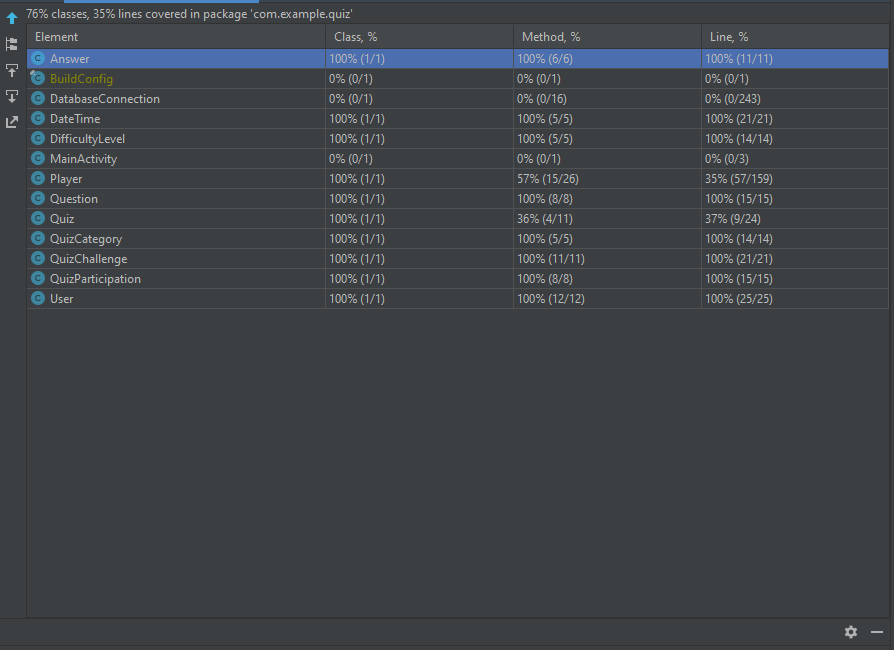 76% classes, 35% lines covered in package 'com.example.quiz'
Element Class, % Method, % Line, %
C Answer 100% (1/1) 100% (6/6) 100% (11/11)
C BuildConfig 0% (0/1) 0% (0/1) 0% (0/1)
C DatabaseConnection 0% (0/1) 0% (0/16) 0% (0/243)
C DateTime 100% (1/1) 100% (5/5) 100% (21/21)
C DifficultyLevel 100% (1/1) 100% (5/5) 100% (14/14)
C MainActivity 0% (0/1) 0% (0/1) 0% (0/3)
C Player 100% (1/1) 57% (15/26) 35% (57/159)
C Question 100% (1/1) 100% (8/8) 100% (15/15)
C Quiz 100% (1/1) 36% (4/11) 37% (9/24)
C QuizCategory 100% (1/1) 100% (5/5) 100% (14/14)
C QuizChallenge 100% (1/1) 100% (11/11) 100% (21/21)
C QuizParticipation 100% (1/1) 100% (8/8) 100% (15/15)
C User 100% (1/1) 100% (12/12) 100% (25/25)